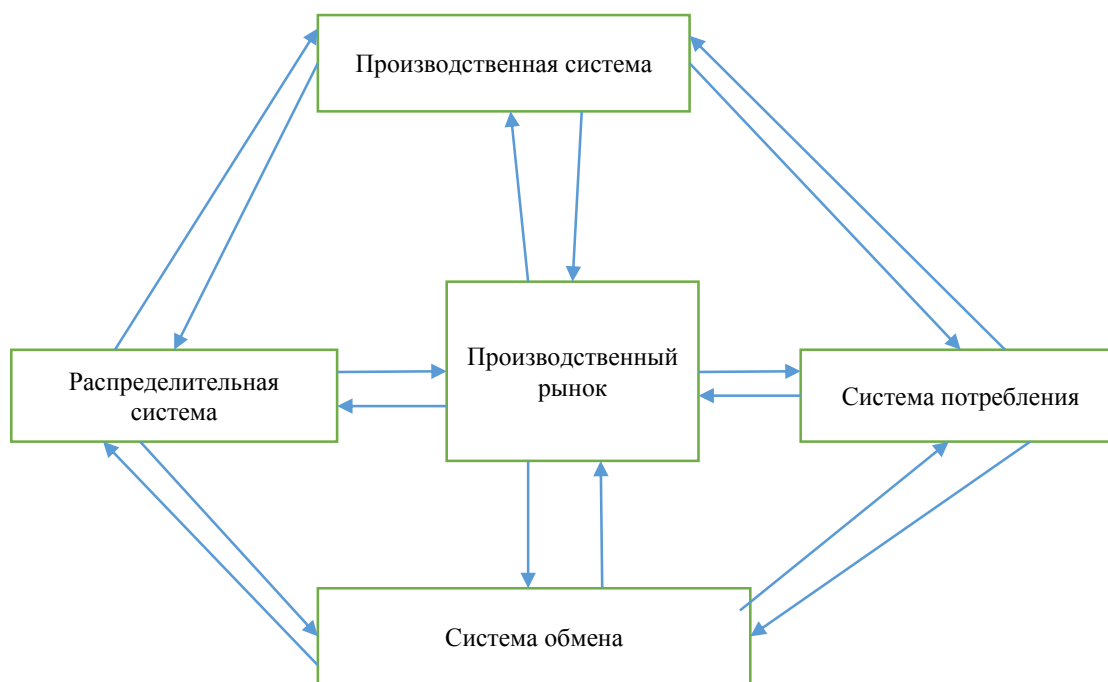 Производственная система
Производственный
рынок
Распределительная
система
Система потребления
Система обмена